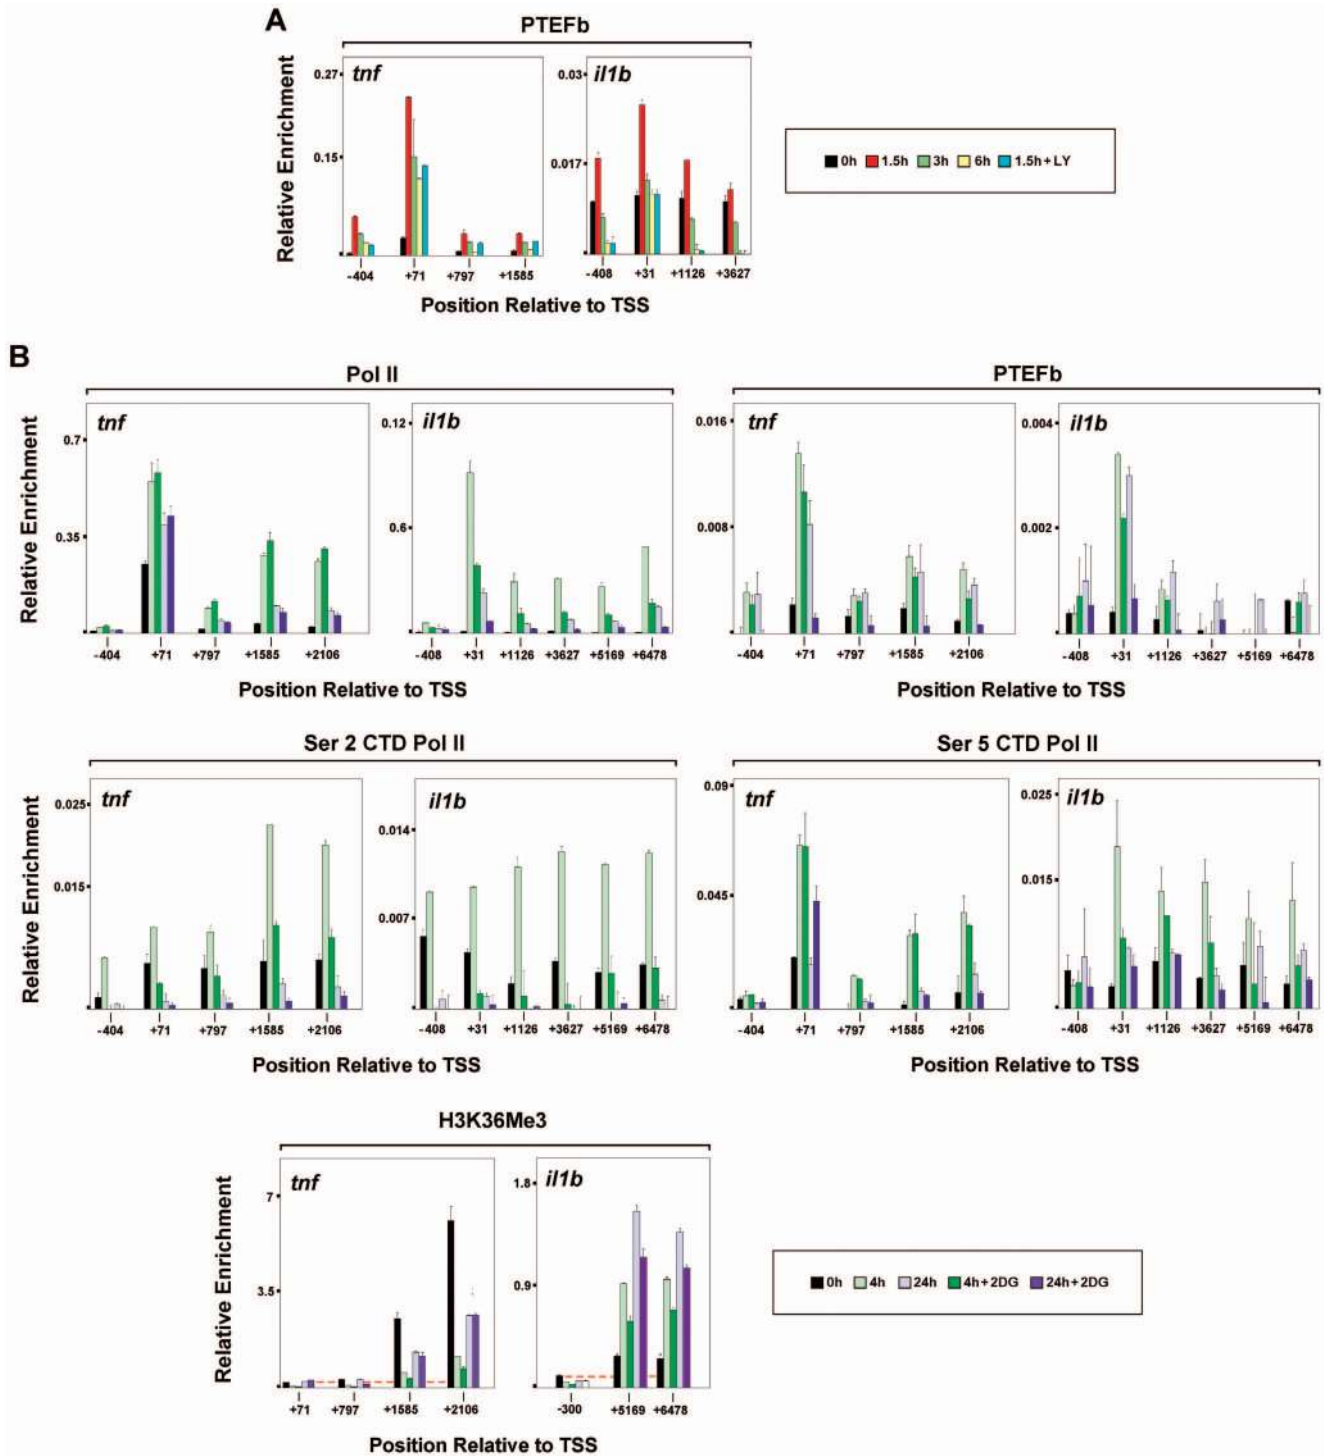 A
PTEFb
Relative Enrichment
tnf
0.27
0.15
-404 +71 +797 +1585
il1b
0.03
0.017
-408 +31 +1126 +3627
Position Relative to TSS
0h 1.5h 3h 6h 1.5h+LY
B
Pol II
Relative Enrichment
tnf
0.7
0.35
-404 +71 +797 +1585 +2106
il1b
0.12
0.6
-408 +31 +1126 +3627 +5169 +6478
Position Relative to TSS
PTEFb
tnf
0.016
0.008
-404 +71 +797 +1585 +2106
il1b
0.004
0.002
-408 +31 +1126 +3627 +5169 +6478
Position Relative to TSS
Ser 2 CTD Pol II
Relative Enrichment
tnf
0.025
0.015
-404 +71 +797 +1585 +2106
il1b
0.014
0.007
-408 +31 +1126 +3627 +5169 +6478
Position Relative to TSS
Ser 5 CTD Pol II
tnf
0.09
0.045
-404 +71 +797 +1585 +2106
il1b
0.025
0.015
-408 +31 +1126 +3627 +5169 +6478
Position Relative to TSS
H3K36Me3
Relative Enrichment
tnf
7
3.5
+71 +797 +1585 +2106
il1b
1.8
0.9
-300 +5169 +6478
Position Relative to TSS
0h 4h 24h 4h+2DG 24h+2DG